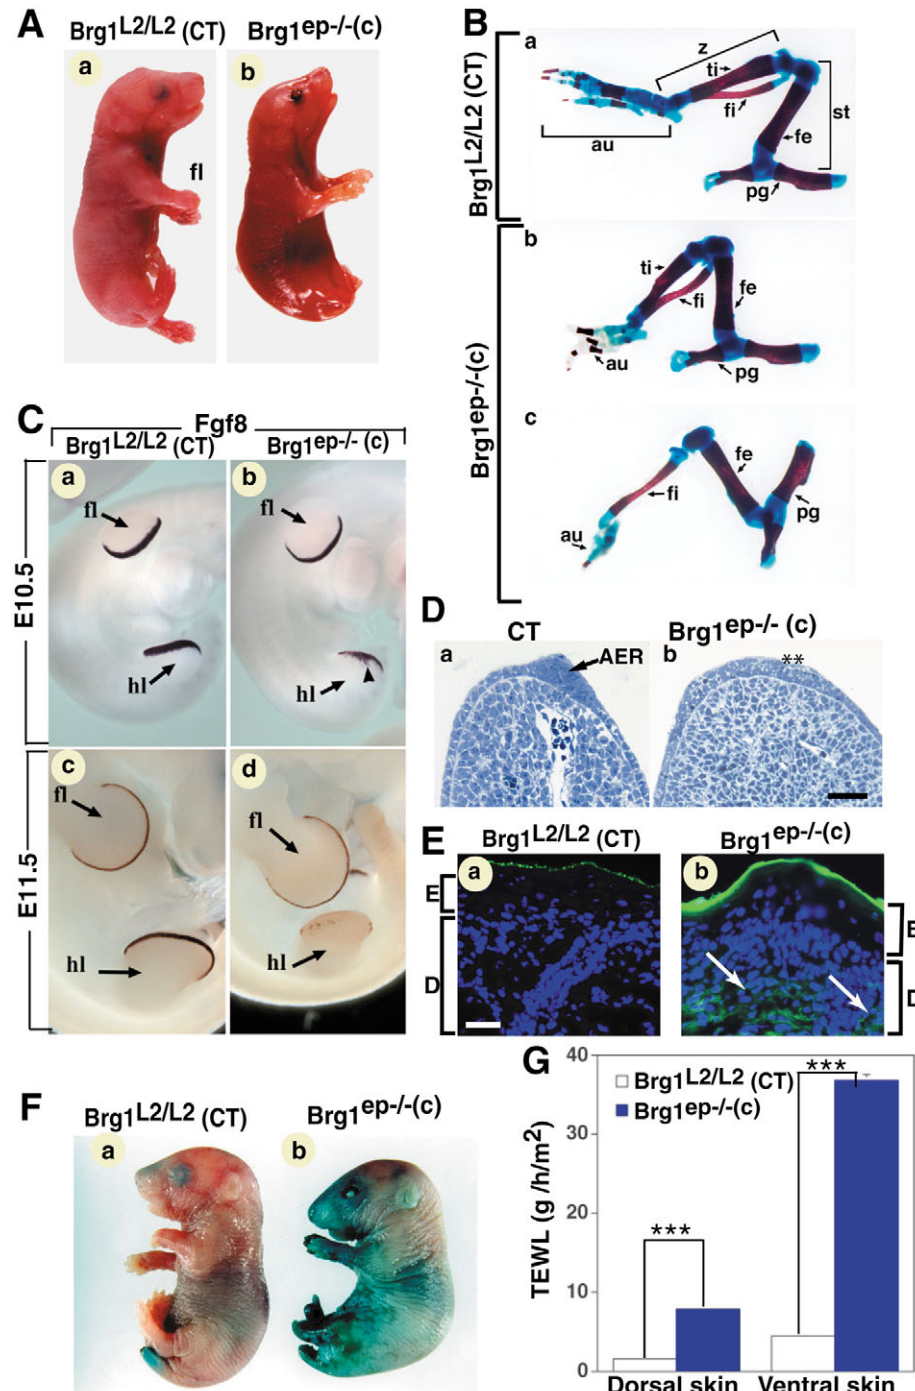 A
Brg1L2/L2 (CT)
Brg1ep-/-(c)
a
b
fl
B
Brg1L2/L2 (CT)
a
z
ti
fi
st
fe
au
pg
Brg1ep-/-(c)
b
ti
fe
fi
au
pg
c
fe
fi
pg
au
C
Fgf8
Brg1L2/L2 (CT)
Brg1ep-/- (c)
E10.5
a
b
fl
fl
hl
hl
E11.5
c
d
fl
fl
hl
hl
D
CT
Brg1ep-/- (c)
a
AER
b
**
E
Brg1L2/L2 (CT)
Brg1ep-/-(c)
a
b
E
D
E
D
F
Brg1L2/L2 (CT)
Brg1ep-/-(c)
a
b
G
TEWL (g /h/m2)
40
30
20
10
0
Brg1L2/L2 (CT)
Brg1ep-/-(c)
***
***
Dorsal skin
Ventral skin